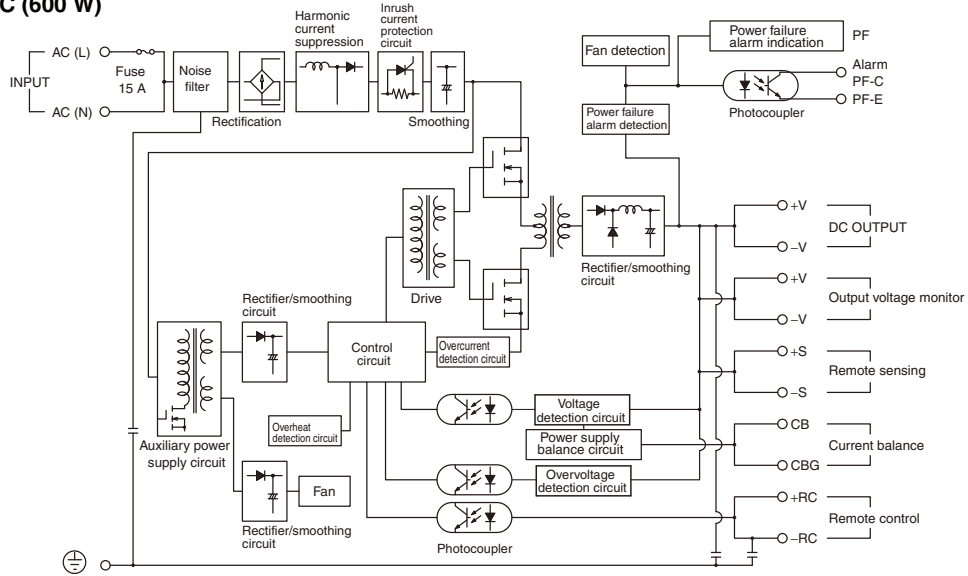 C (600 W)
Harmonic
current
suppression
Inrush
current
protection
circuit
Power failure
alarm indication
PF
Fan detection
AC (L)
INPUT
Fuse
15 A
Noise
filter
AC (N)
Rectification
Smoothing
Alarm
PF-C
PF-E
Photocoupler
Power failure
alarm detection
+V
DC OUTPUT
−V
Rectifier/smoothing
circuit
Drive
+V
Output voltage monitor
−V
Rectifier/smoothing
circuit
Control
circuit
Overcurrent
detection circuit
+S
Remote sensing
−S
Voltage
detection circuit
Power supply
balance circuit
CB
Current balance
CBG
Overheat
detection circuit
Auxiliary power
supply circuit
Overvoltage
detection circuit
Fan
Rectifier/smoothing
circuit
Photocoupler
+RC
Remote control
−RC